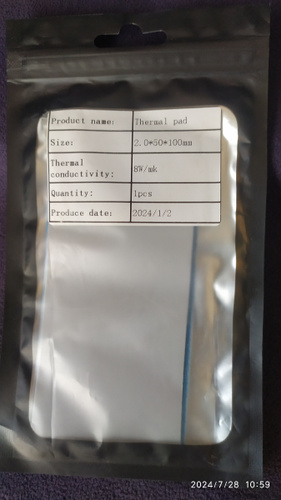 Product name: Thermal pad
Size: 2.0*50*100mm
Thermal
conductivity: 8W/mk
Quantity: 1pcs
Produce date: 2024/1/2
2024/7/28 10:59